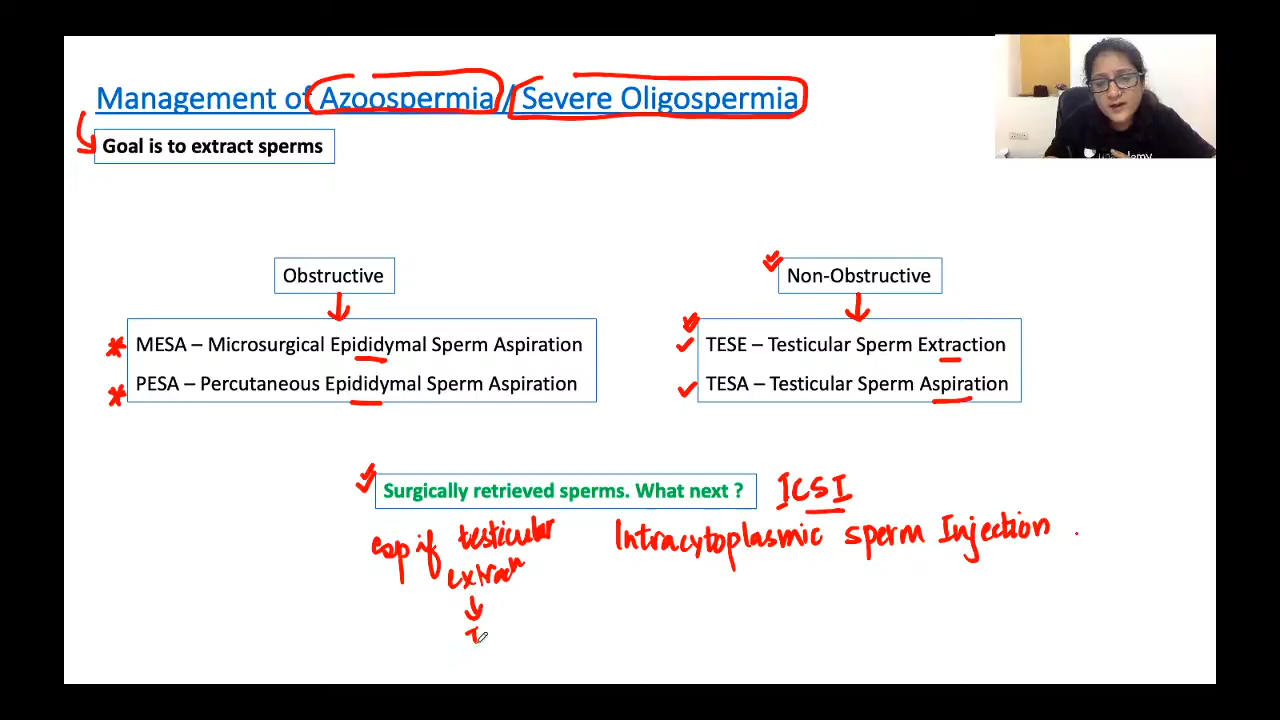 Management of Azoospermia / Severe Oligospermia
Goal is to extract sperms
Obstructive
Non-Obstructive
MESA – Microsurgical Epididymal Sperm Aspiration
PESA – Percutaneous Epididymal Sperm Aspiration
TESE – Testicular Sperm Extraction
TESA – Testicular Sperm Aspiration
Surgically retrieved sperms. What next ?
ICSI
Intracytoplasmic sperm Injection .
esp if testicular